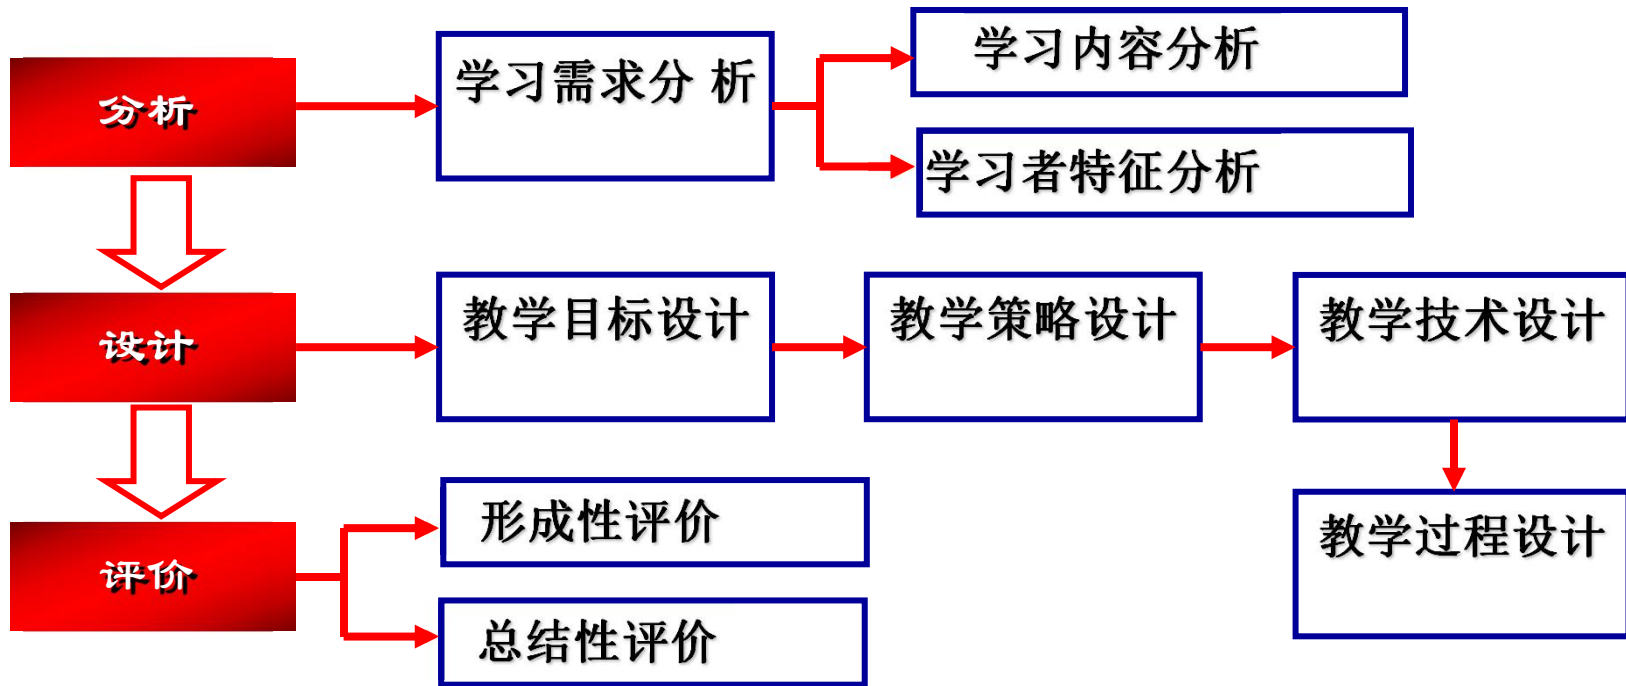 分析
学习需求分 析
学习内容分析
学习者特征分析
设计
教学目标设计
教学策略设计
教学技术设计
教学过程设计
评价
形成性评价
总结性评价